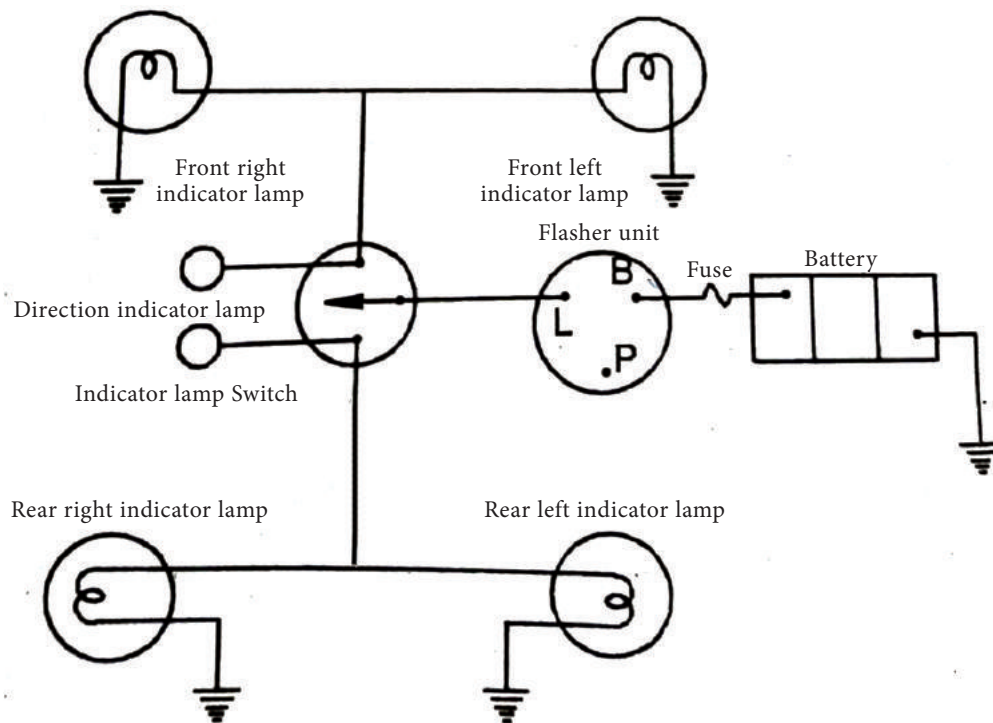 Front right
indicator lamp
Front left
indicator lamp
Flasher unit
Fuse
Battery
B
L
P
Direction indicator lamp
Indicator lamp Switch
Rear right indicator lamp
Rear left indicator lamp